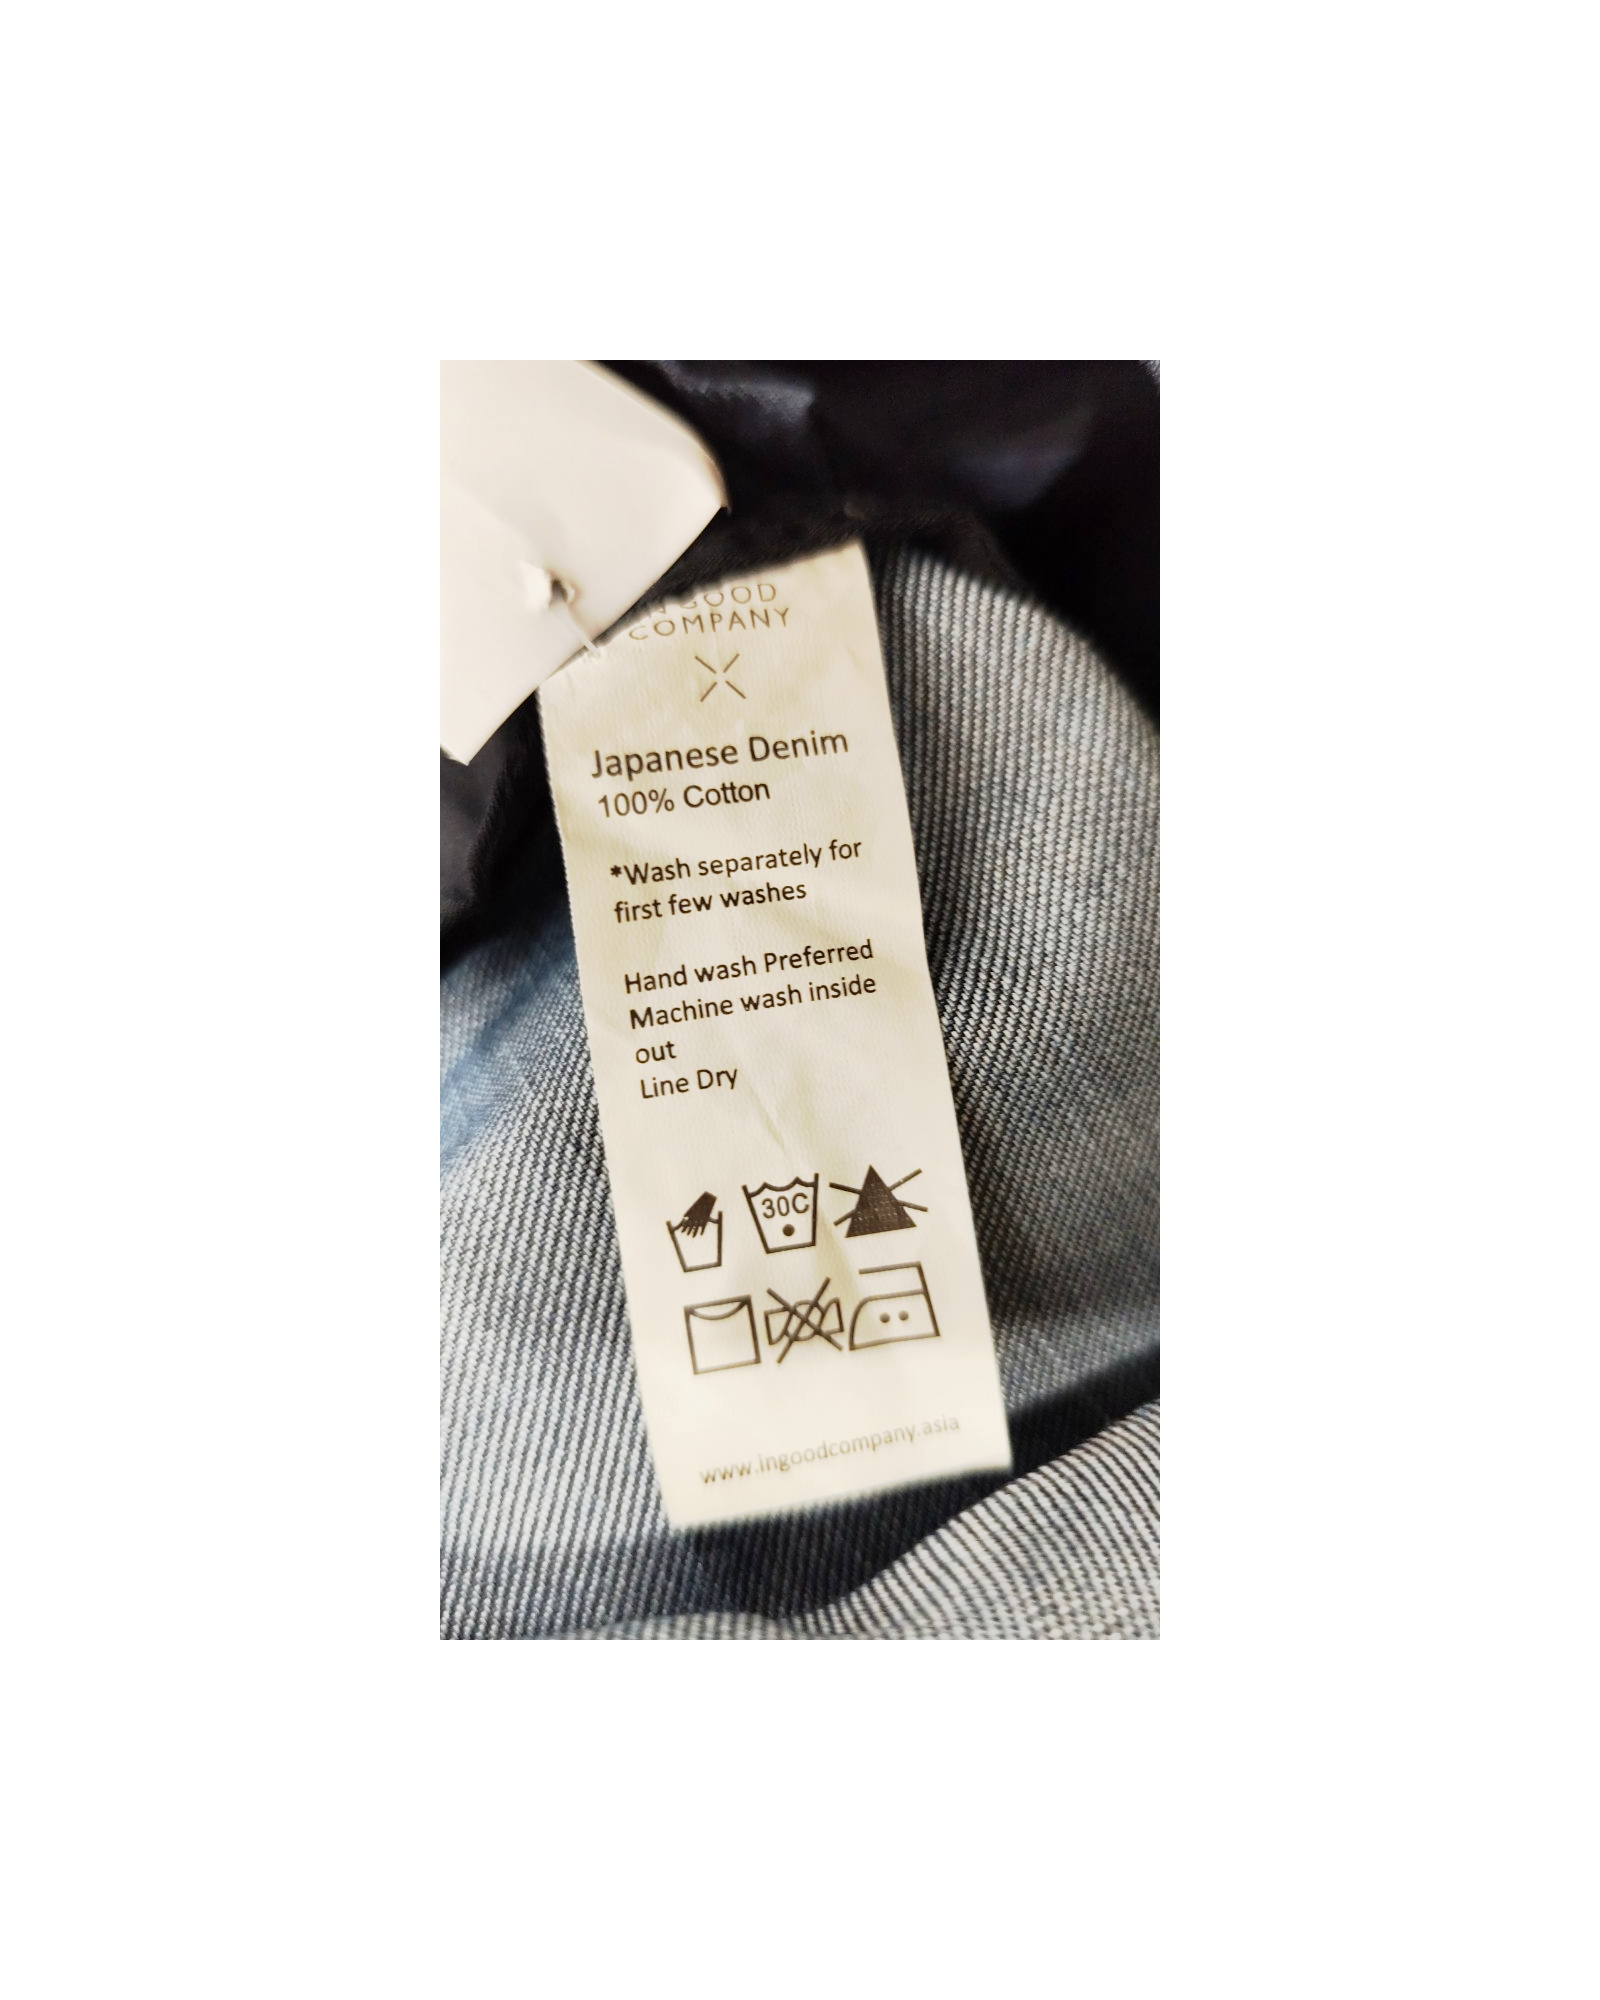 IN GOOD
COMPANY
Japanese Denim
100% Cotton
*Wash separately for
first few washes
Hand wash Preferred
Machine wash inside
out
Line Dry
30C
www.ingoodcompany.asia